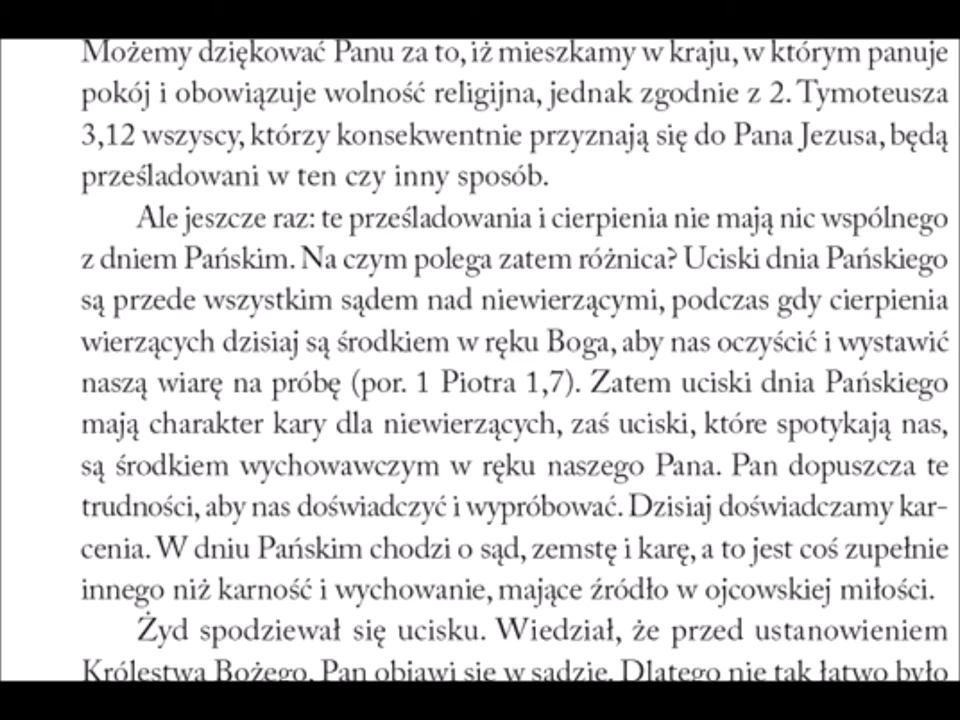 Możemy dziękować Panu za to, iż mieszkamy w kraju, w którym panuje
pokój i obowiązuje wolność religijna, jednak zgodnie z 2. Tymoteusza
3,12 wszyscy, którzy konsekwentnie przyznają się do Pana Jezusa, będą
prześladowani w ten czy inny sposób.
Ale jeszcze raz: te prześladowania i cierpienia nie mają nic wspólnego
z dniem Pańskim. Na czym polega zatem różnica? Uciski dnia Pańskiego
są przede wszystkim sądem nad niewierzącymi, podczas gdy cierpienia
wierzących dzisiaj są środkiem w ręku Boga, aby nas oczyścić i wystawić
naszą wiarę na próbę (por. 1 Piotra 1,7). Zatem uciski dnia Pańskiego
mają charakter kary dla niewierzących, zaś uciski, które spotykają nas,
są środkiem wychowawczym w ręku naszego Pana. Pan dopuszcza te
trudności, aby nas doświadczyć i wypróbować. Dzisiaj doświadczamy kar-
cenia. W dniu Pańskim chodzi o sąd, zemstę i karę, a to jest coś zupełnie
innego niż karność i wychowanie, mające źródło w ojcowskiej miłości.
Żyd spodziewał się ucisku. Wiedział, że przed ustanowieniem
Królestwa Bożego, Pan objawi się w sądzie. Dlatego nie tak łatwo było